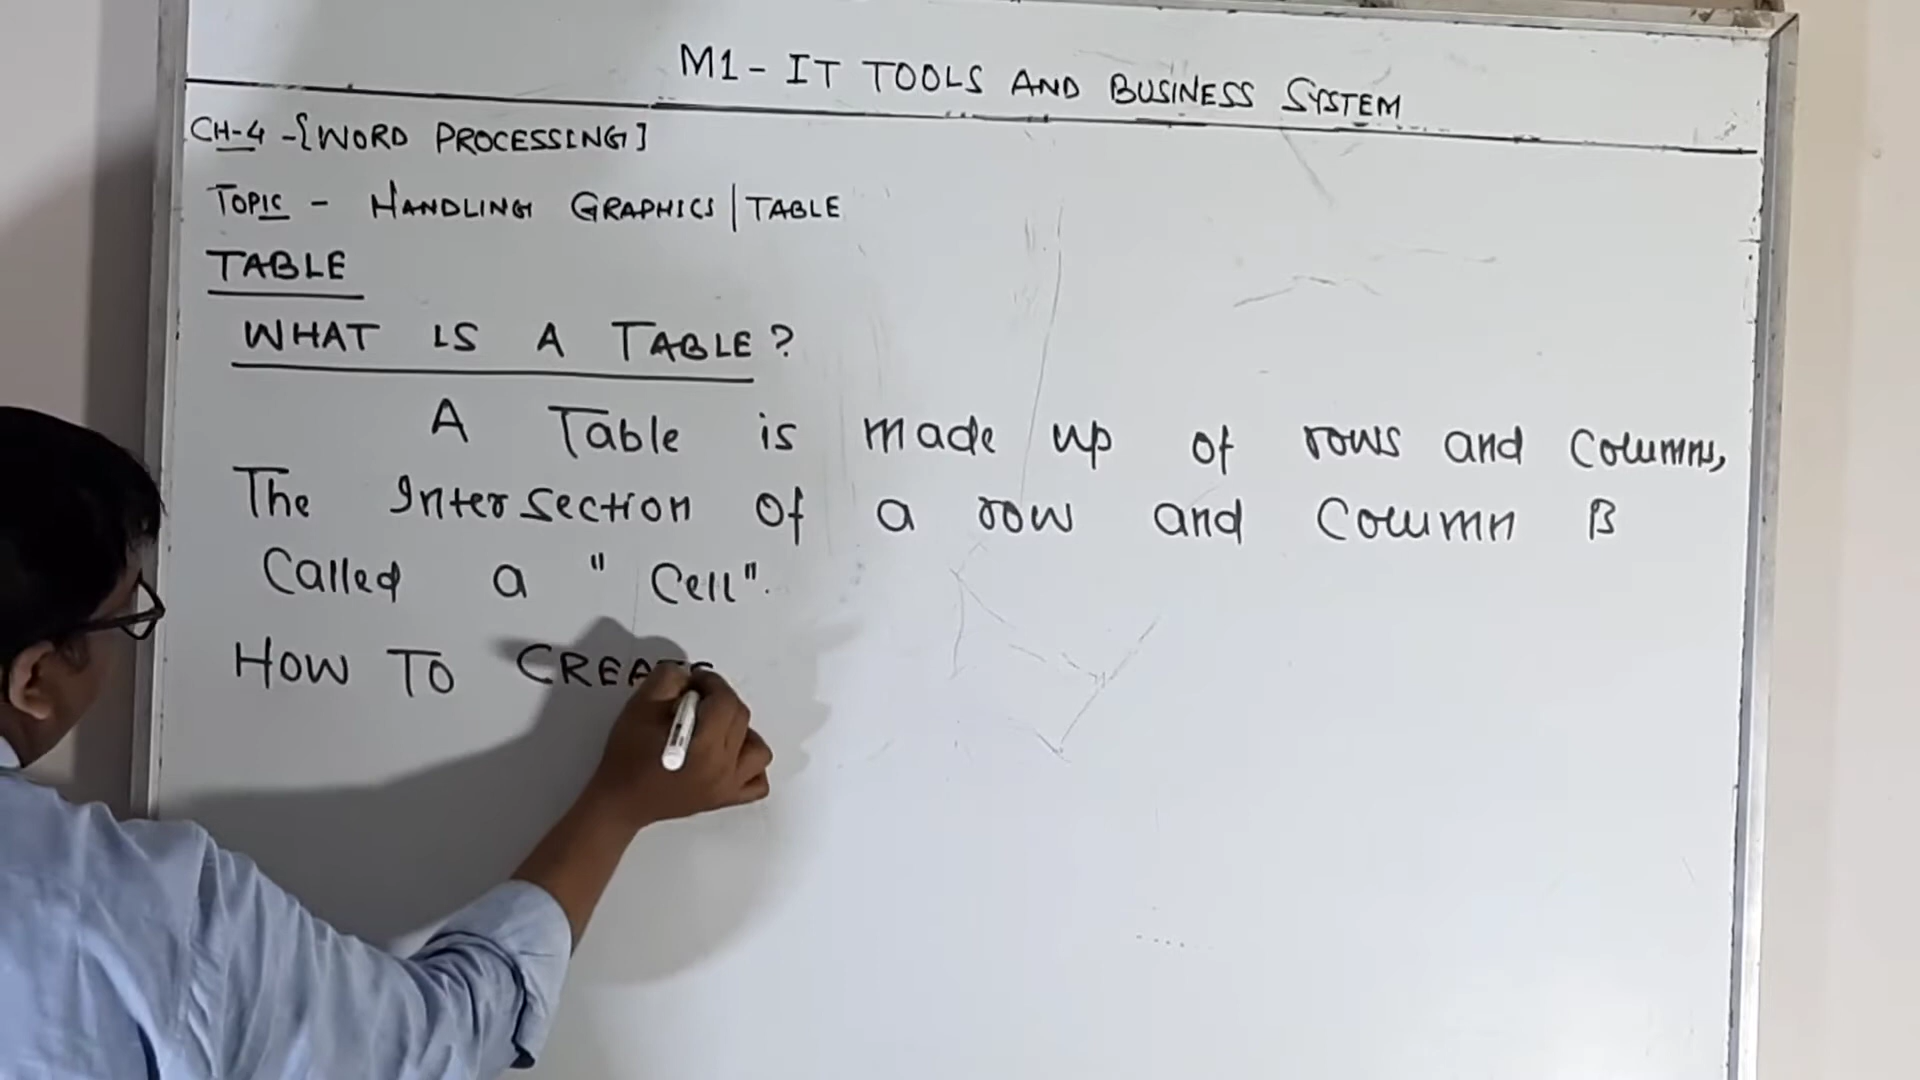 M1 - IT TOOLS AND BUSINESS SYSTEM
CH-4 -[WORD PROCESSING]
TOPIC - HANDLING GRAPHICS | TABLE
TABLE
WHAT IS A TABLE?
A Table is made up of rows and columns,
The Intersection of a row and column is
called a "Cell".
HOW TO CREATE